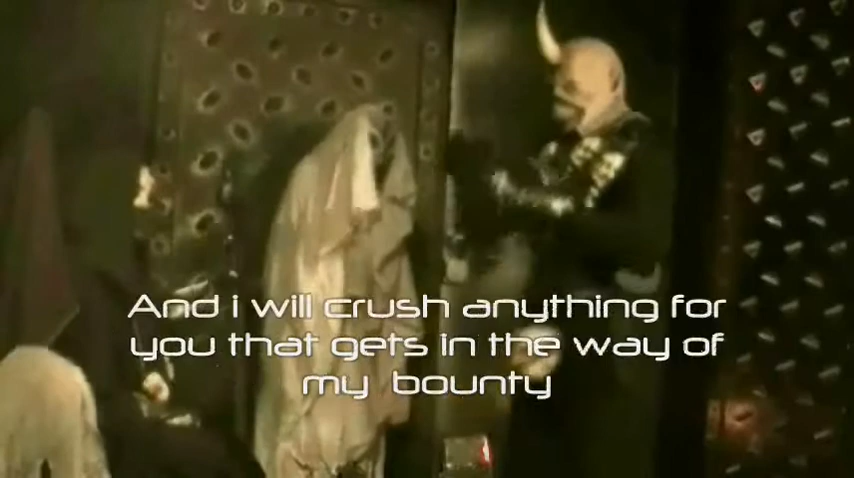 And i will crush anything for
you that gets in the way of
my bounty